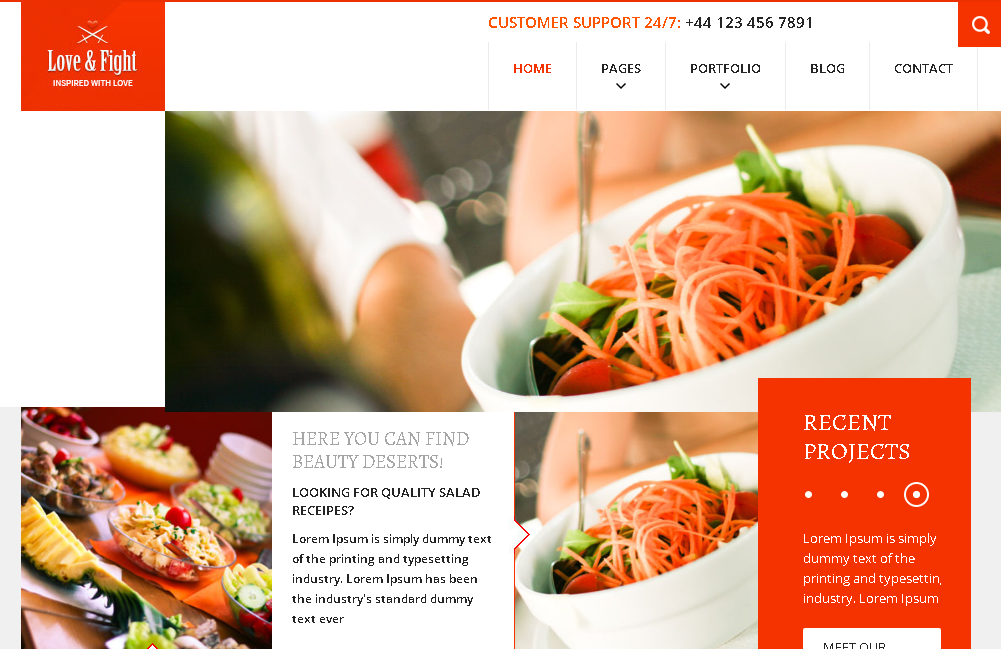 CUSTOMER SUPPORT 24/7: +44 123 456 7891
Love & Fight
INSPIRED WITH LOVE
HOME
PAGES
PORTFOLIO
BLOG
CONTACT
HERE YOU CAN FIND
BEAUTY DESERTS!
LOOKING FOR QUALITY SALAD
RECEIPES?
Lorem Ipsum is simply dummy text
of the printing and typesetting
industry. Lorem Ipsum has been
the industry's standard dummy
text ever
RECENT
PROJECTS
Lorem Ipsum is simply
dummy text of the
printing and typesettin
industry. Lorem Ipsum
MEET OUR